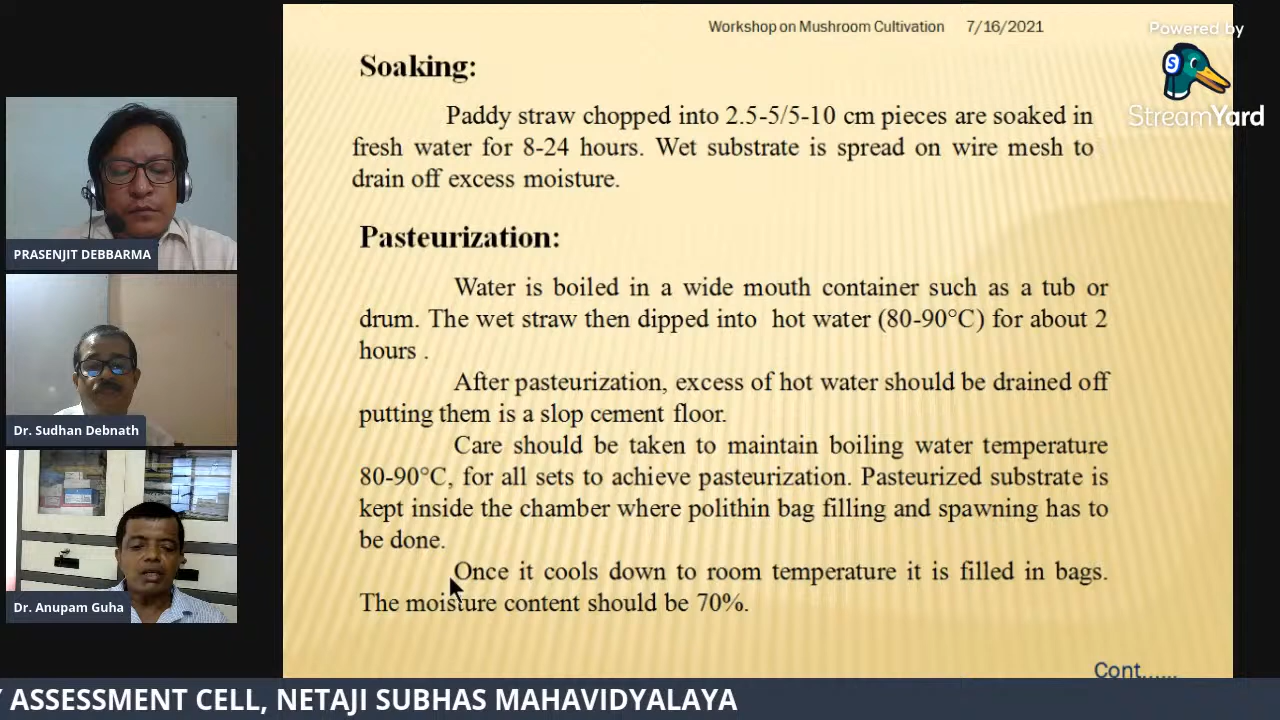 Workshop on Mushroom Cultivation 7/16/2021
Powered by
StreamYard
Soaking:
Paddy straw chopped into 2.5-5/5-10 cm pieces are soaked in
fresh water for 8-24 hours. Wet substrate is spread on wire mesh to
drain off excess moisture.
Pasteurization:
Water is boiled in a wide mouth container such as a tub or
drum. The wet straw then dipped into hot water (80-90°C) for about 2
hours .
After pasteurization, excess of hot water should be drained off
putting them is a slop cement floor.
Care should be taken to maintain boiling water temperature
80-90°C, for all sets to achieve pasteurization. Pasteurized substrate is
kept inside the chamber where polithin bag filling and spawning has to
be done.
Once it cools down to room temperature it is filled in bags.
The moisture content should be 70%.
Cont......
PRASENJIT DEBBARMA
Dr. Sudhan Debnath
Dr. Anupam Guha
Y ASSESSMENT CELL, NETAJI SUBHAS MAHAVIDYALAYA